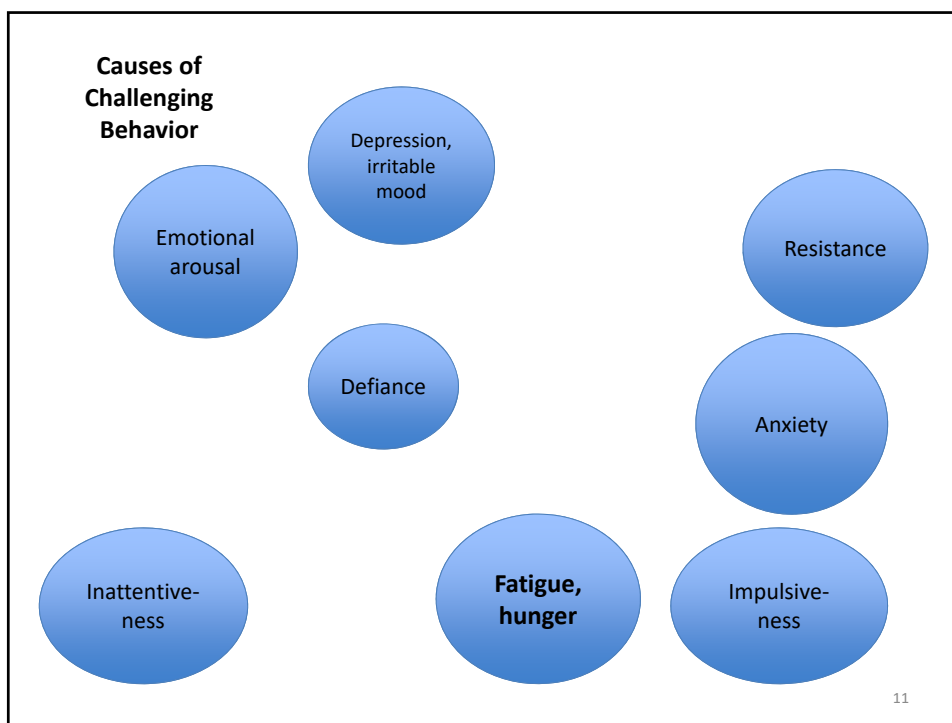 Causes of
Challenging
Behavior
Depression,
irritable
mood
Emotional
arousal
Resistance
Defiance
Anxiety
Inattentive-
ness
Fatigue,
hunger
Impulsive-
ness
11